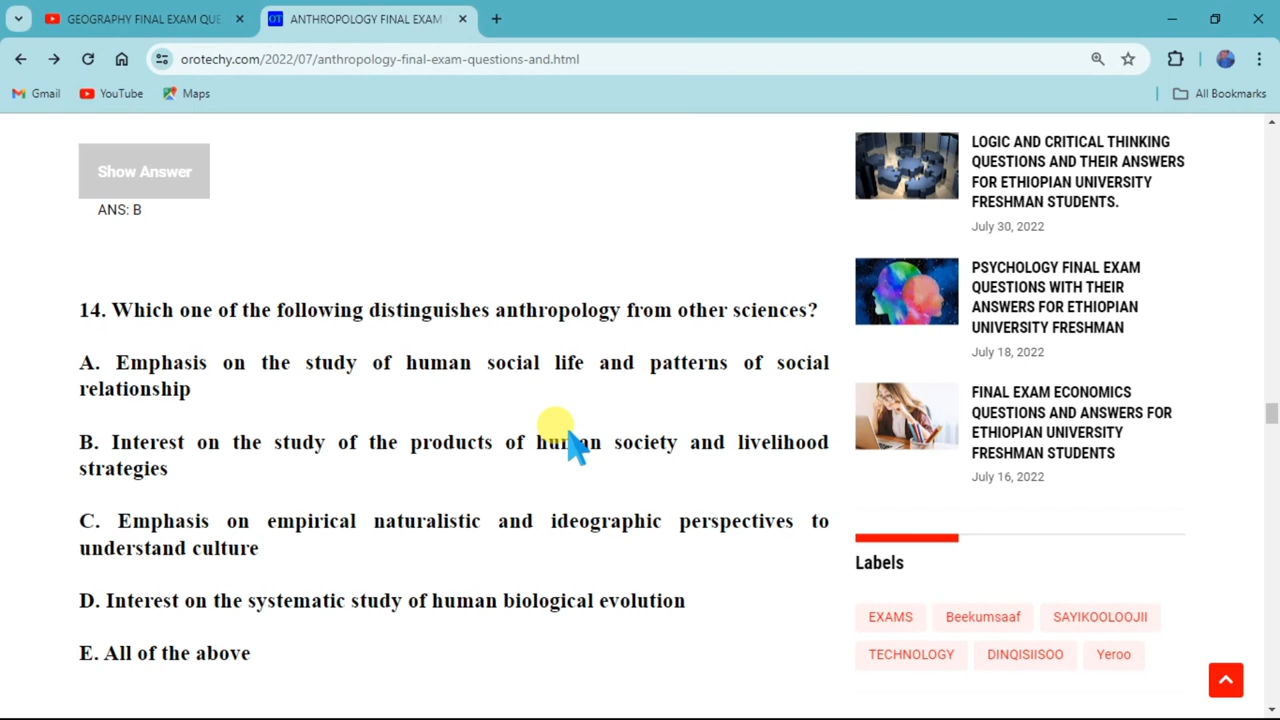 GEOGRAPHY FINAL EXAM QUE
OT
ANTHROPOLOGY FINAL EXAM
orotechy.com/2022/07/anthropology-final-exam-questions-and.html
Gmail
YouTube
Maps
All Bookmarks
Show Answer
ANS: B
14. Which one of the following distinguishes anthropology from other sciences?
A. Emphasis on the study of human social life and patterns of social
relationship
B. Interest on the study of the products of human society and livelihood
strategies
C. Emphasis on empirical naturalistic and ideographic perspectives to
understand culture
D. Interest on the systematic study of human biological evolution
E. All of the above
LOGIC AND CRITICAL THINKING
QUESTIONS AND THEIR ANSWERS
FOR ETHIOPIAN UNIVERSITY
FRESHMAN STUDENTS.
July 30, 2022
PSYCHOLOGY FINAL EXAM
QUESTIONS WITH THEIR
ANSWERS FOR ETHIOPIAN
UNIVERSITY FRESHMAN
July 18, 2022
FINAL EXAM ECONOMICS
QUESTIONS AND ANSWERS FOR
ETHIOPIAN UNIVERSITY
FRESHMAN STUDENTS
July 16, 2022
Labels
EXAMS
Beekumsaaf
SAYIKOOLOOJII
TECHNOLOGY
DINQISIISOO
Yeroo